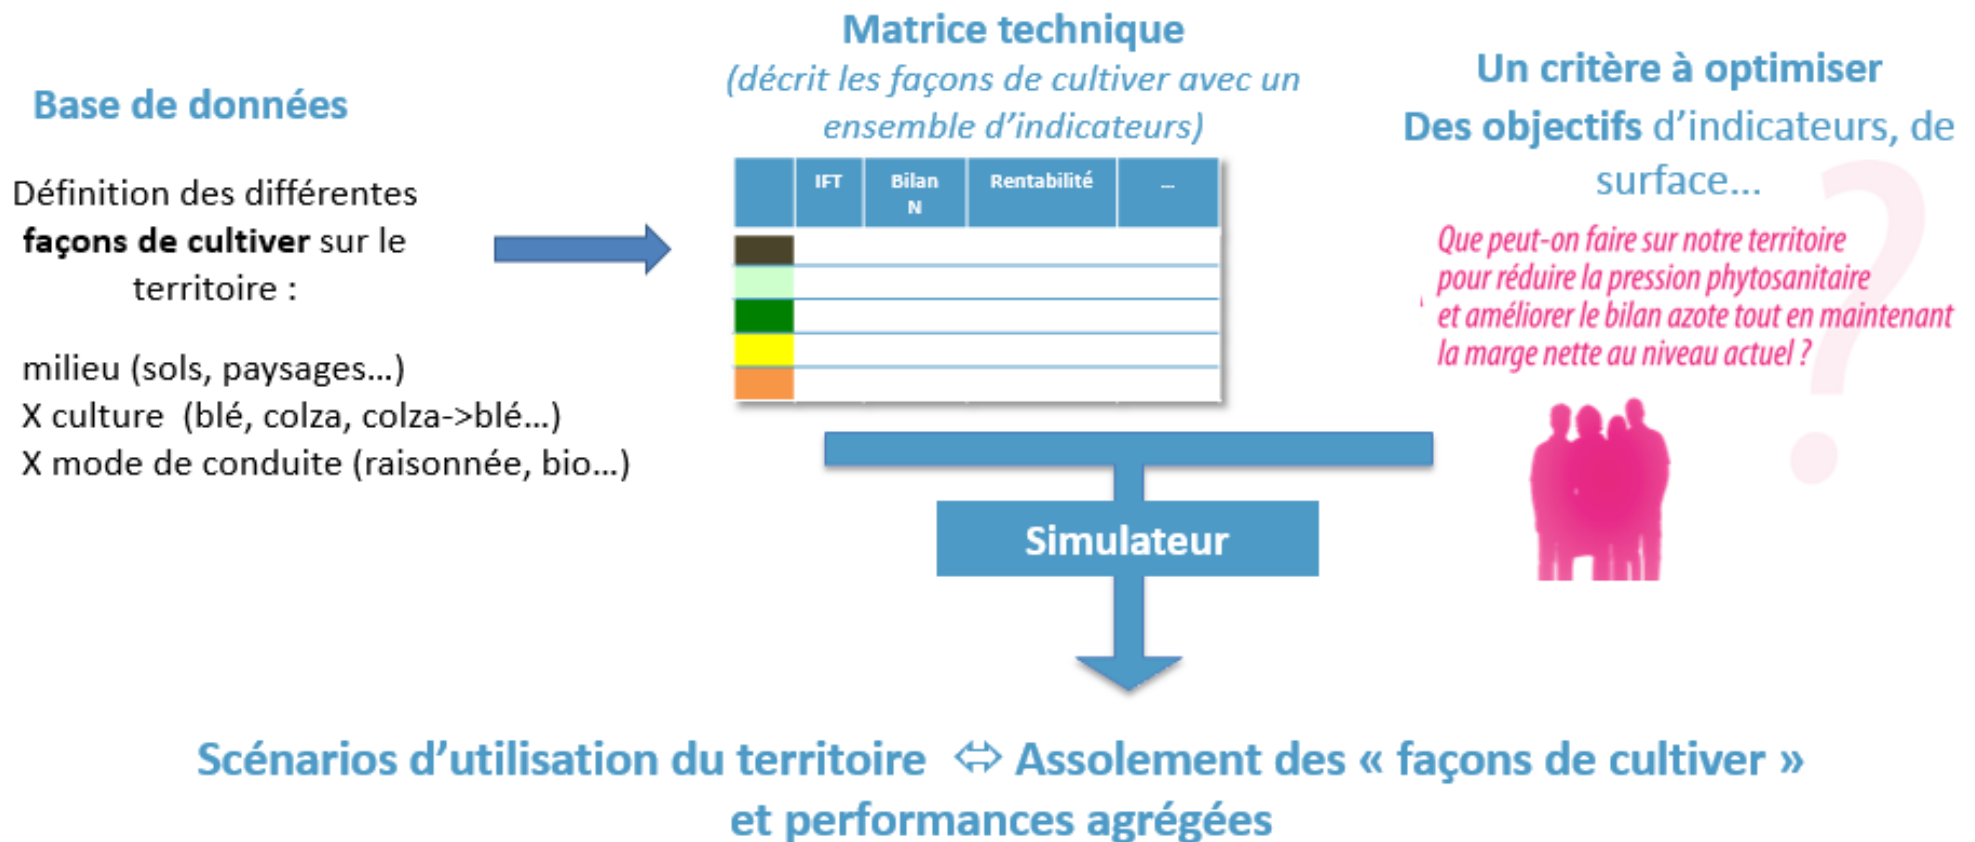 Base de données
Définition des différentes
façons de cultiver sur le
territoire :
milieu (sols, paysages...)
X culture (blé, colza, colza->blé...)
X mode de conduite (raisonnée, bio...)
Matrice technique
(décrit les façons de cultiver avec un
ensemble d’indicateurs)
IFT Bilan N Rentabilité ...
Un critère à optimiser
Des objectifs d’indicateurs, de
surface...
Que peut-on faire sur notre territoire
pour réduire la pression phytosanitaire
et améliorer le bilan azote tout en maintenant
la marge nette au niveau actuel ?
?
Simulateur
Scénarios d’utilisation du territoire ⇔ Assolement des « façons de cultiver »
et performances agrégées